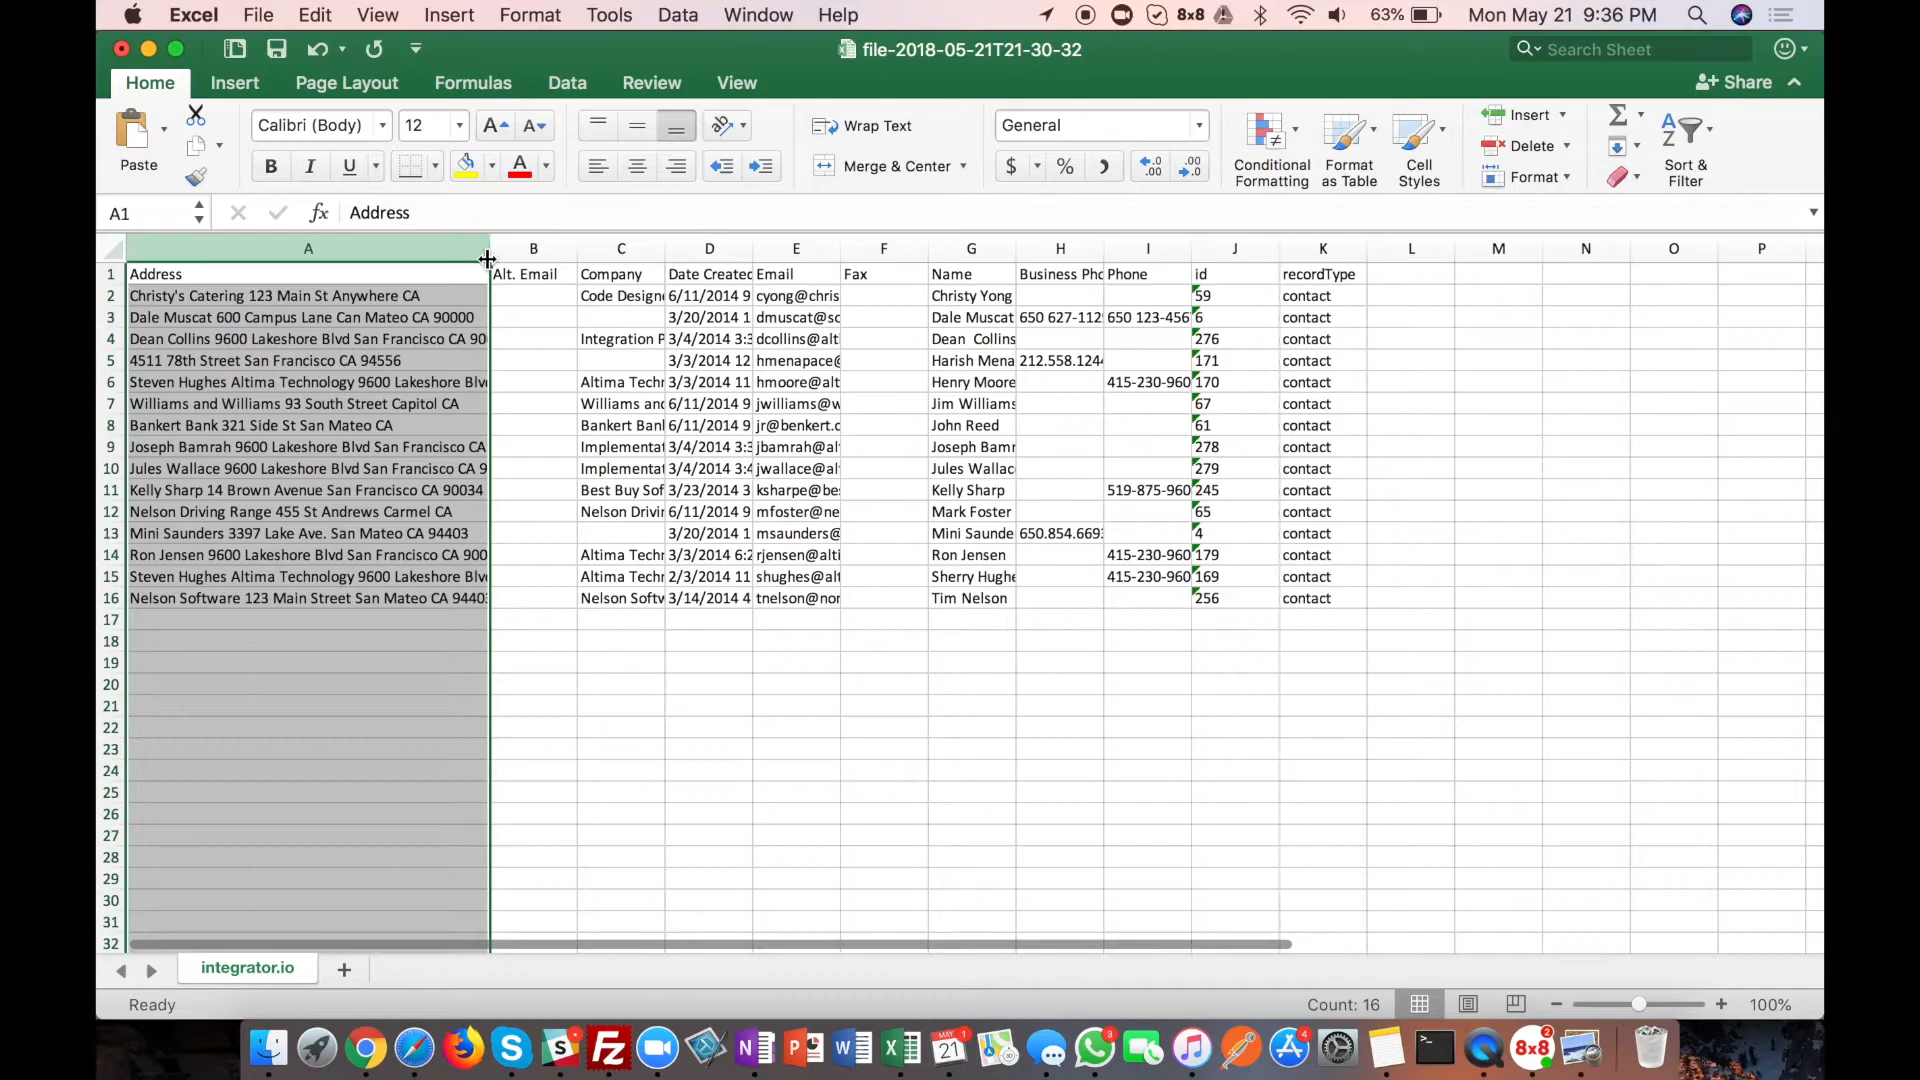 Excel File Edit View Insert Format Tools Data Window Help 8x8 63% Mon May 21 9:36 PM
file-2018-05-21T21-30-32 Search Sheet
Home Insert Page Layout Formulas Data Review View Share
Paste Calibri (Body) 12 Wrap Text General Insert
B I U Merge & Center $ % Conditional Formatting Format as Table Cell Styles Delete Format Sort & Filter
A1 fx Address
A B C D E F G H I J K L M N O P
1 Address Alt. Email Company Date Created Email Fax Name Business Pho Phone id recordType
2 Christy's Catering 123 Main St Anywhere CA Code Designe 6/11/2014 9 cyong@chris Christy Yong 59 contact
3 Dale Muscat 600 Campus Lane Can Mateo CA 90000 3/20/2014 1 dmuscat@sc Dale Muscat 650 627-112 650 123-456 6 contact
4 Dean Collins 9600 Lakeshore Blvd San Francisco CA 90 Integration P 3/4/2014 3:3 dcollins@alt Dean Collins 276 contact
5 4511 78th Street San Francisco CA 94556 3/3/2014 12 hmenapace@ Harish Mena 212.558.1244 171 contact
6 Steven Hughes Altima Technology 9600 Lakeshore Blv Altima Techr 3/3/2014 11 hmoore@alt Henry Moore 415-230-960 170 contact
7 Williams and Williams 93 South Street Capitol CA Williams and 6/11/2014 9 jwilliams@w Jim Williams 67 contact
8 Bankert Bank 321 Side St San Mateo CA Bankert Banl 6/11/2014 9 jr@benkert.c John Reed 61 contact
9 Joseph Bamrah 9600 Lakeshore Blvd San Francisco CA Implementat 3/4/2014 3:3 jbamrah@al Joseph Bamr 278 contact
10 Jules Wallace 9600 Lakeshore Blvd San Francisco CA 9 Implementat 3/4/2014 3:4 jwallace@al Jules Wallac 279 contact
11 Kelly Sharp 14 Brown Avenue San Francisco CA 90034 Best Buy Sof 3/23/2014 3 ksharpe@be Kelly Sharp 519-875-960 245 contact
12 Nelson Driving Range 455 St Andrews Carmel CA Nelson Drivi 6/11/2014 9 mfoster@ne Mark Foster 65 contact
13 Mini Saunders 3397 Lake Ave. San Mateo CA 94403 3/20/2014 1 msaunders@ Mini Saunde 650.854.669 4 contact
14 Ron Jensen 9600 Lakeshore Blvd San Francisco CA 900 Altima Techr 3/3/2014 6:2 rjensen@alti Ron Jensen 415-230-960 179 contact
15 Steven Hughes Altima Technology 9600 Lakeshore Blv Altima Techr 2/3/2014 11 shughes@alt Sherry Hughe 415-230-960 169 contact
16 Nelson Software 123 Main Street San Mateo CA 9440 Nelson Softv 3/14/2014 4 tnelson@nor Tim Nelson 256 contact
17
18
19
20
21
22
23
24
25
26
27
28
29
30
31
32
integrator.io
Ready Count: 16 100%